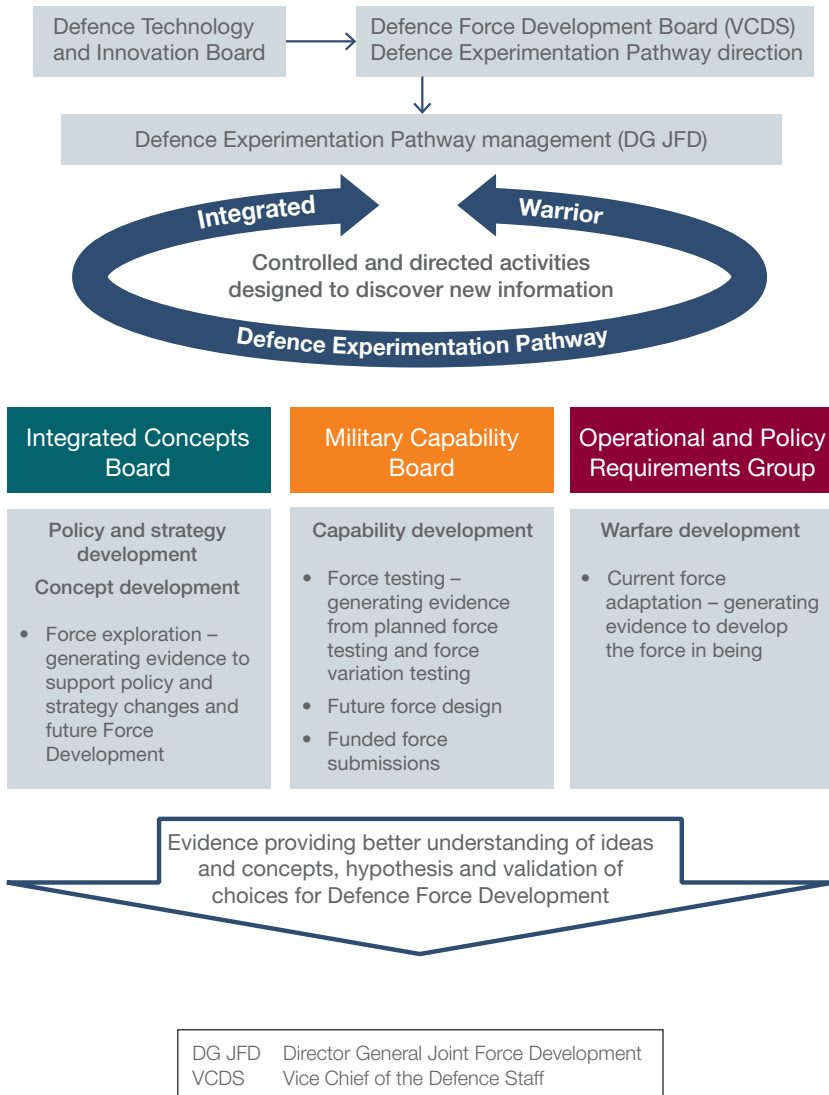 Defence Technology
and Innovation Board
Defence Force Development Board (VCDS)
Defence Experimentation Pathway direction
Defence Experimentation Pathway management (DG JFD)
Integrated
Warrior
Controlled and directed activities
designed to discover new information
Defence Experimentation Pathway
Integrated Concepts
Board
Policy and strategy
development
Concept development
• Force exploration –
generating evidence to
support policy and
strategy changes and
future Force
Development
Military Capability
Board
Capability development
• Force testing –
generating evidence
from planned force
testing and force
variation testing
• Future force design
• Funded force
submissions
Operational and Policy
Requirements Group
Warfare development
• Current force
adaptation – generating
evidence to develop
the force in being
Evidence providing better understanding of ideas
and concepts, hypothesis and validation of
choices for Defence Force Development
DG JFD Director General Joint Force Development
VCDS Vice Chief of the Defence Staff